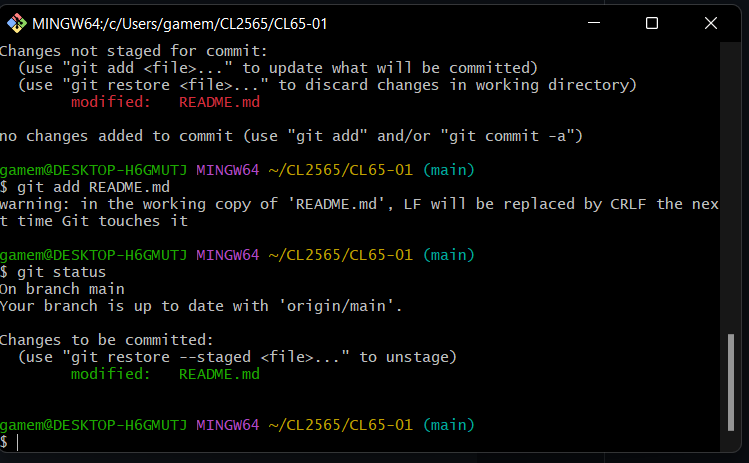 MINGW64:/c/Users/gamem/CL2565/CL65-01
Changes not staged for commit:
  (use "git add <file>..." to update what will be committed)
  (use "git restore <file>..." to discard changes in working directory)
        modified:   README.md

no changes added to commit (use "git add" and/or "git commit -a")

gamem@DESKTOP-H6GMUTJ MINGW64 ~/CL2565/CL65-01 (main)
$ git add README.md
warning: in the working copy of 'README.md', LF will be replaced by CRLF the nex
t time Git touches it

gamem@DESKTOP-H6GMUTJ MINGW64 ~/CL2565/CL65-01 (main)
$ git status
On branch main
Your branch is up to date with 'origin/main'.

Changes to be committed:
  (use "git restore --staged <file>..." to unstage)
        modified:   README.md


gamem@DESKTOP-H6GMUTJ MINGW64 ~/CL2565/CL65-01 (main)
$